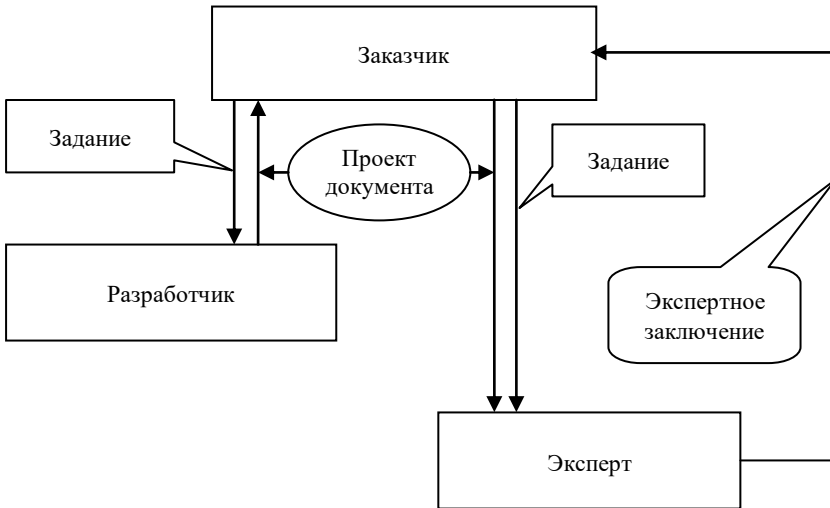 Заказчик
Задание
Проект
документа
Задание
Разработчик
Экспертное
заключение
Эксперт